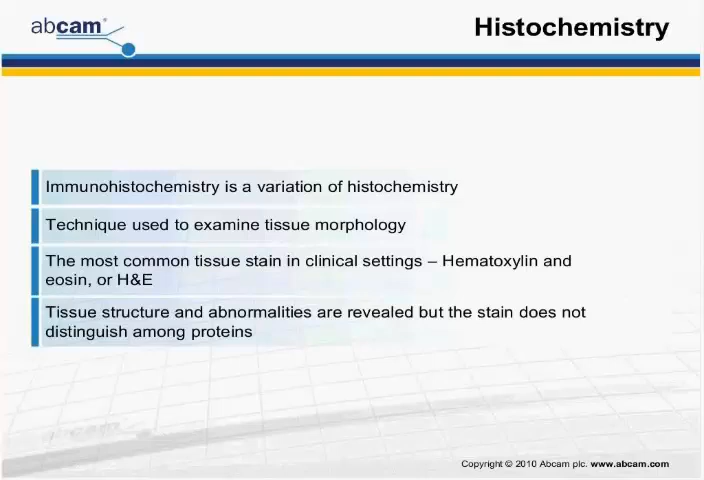 abcam®
Histochemistry
Immunohistochemistry is a variation of histochemistry
Technique used to examine tissue morphology
The most common tissue stain in clinical settings – Hematoxylin and
eosin, or H&E
Tissue structure and abnormalities are revealed but the stain does not
distinguish among proteins
Copyright © 2010 Abcam plc. www.abcam.com